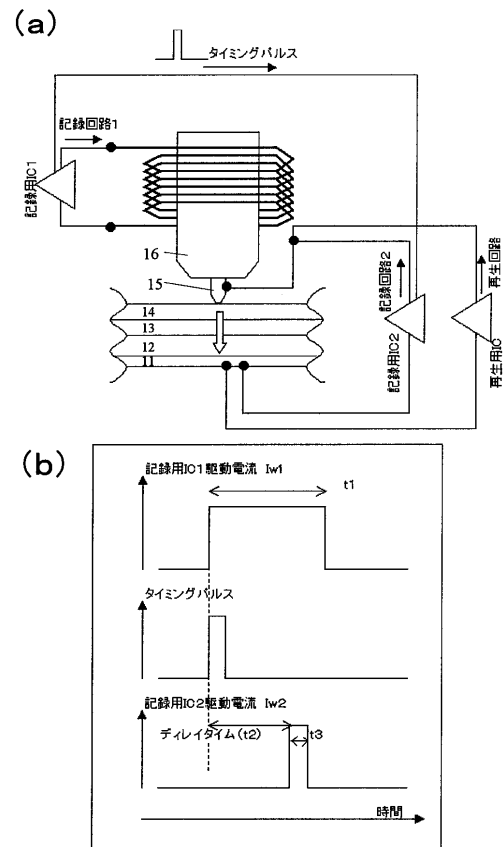 (a)
タイミングパルス
記録回路1
記録用IC1
16
15
14
13
12
11
記録回路2
記録用IC2
再生回路
再生用IC
(b)
記録用IC1駆動電流 Iw1
t1
タイミングパルス
記録用IC2駆動電流 Iw2
ディレイタイム(t2)
t3
時間